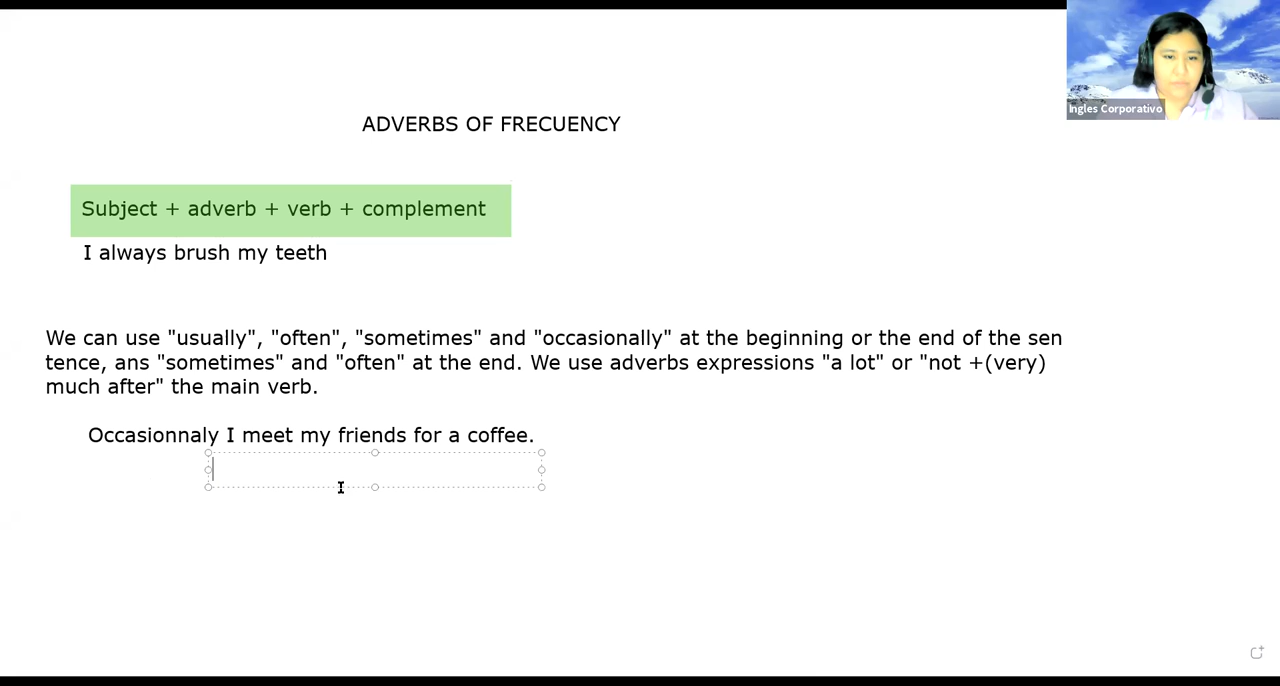 Ingles Corporativo
ADVERBS OF FRECUENCY
Subject + adverb + verb + complement
I always brush my teeth
We can use "usually", "often", "sometimes" and "occasionally" at the beginning or the end of the sen
tence, ans "sometimes" and "often" at the end. We use adverbs expressions "a lot" or "not +(very)
much after" the main verb.
Occasionnaly I meet my friends for a coffee.